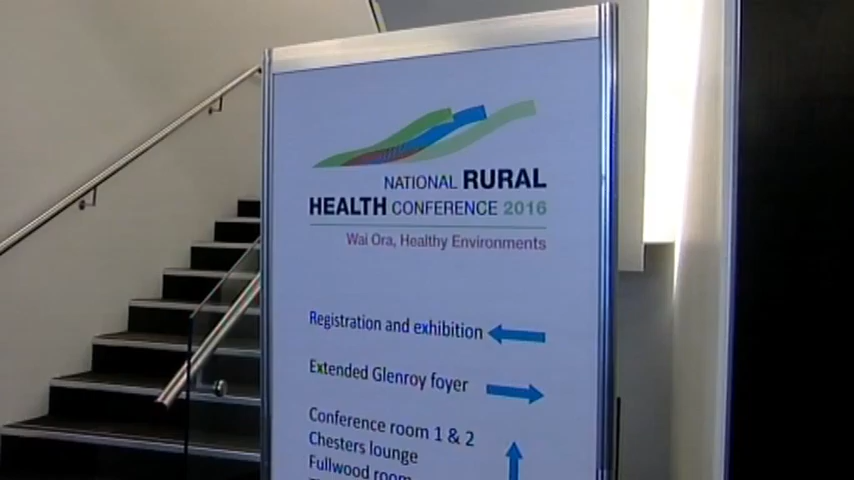 NATIONAL RURAL
HEALTH CONFERENCE 2016
Wai Ora, Healthy Environments
Registration and exhibition
Extended Glenroy foyer
Conference room 1 & 2
Chesters lounge
Fullwood room